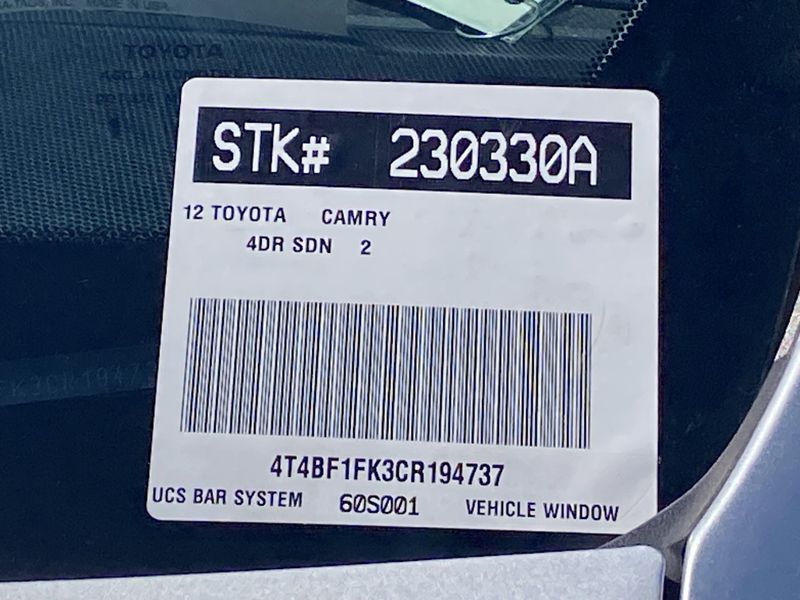 TOYOTA
STK# 230330A
12 TOYOTA CAMRY
4DR SDN 2
4T4BF1FK3CR194737
UCS BAR SYSTEM 60S001 VEHICLE WINDOW